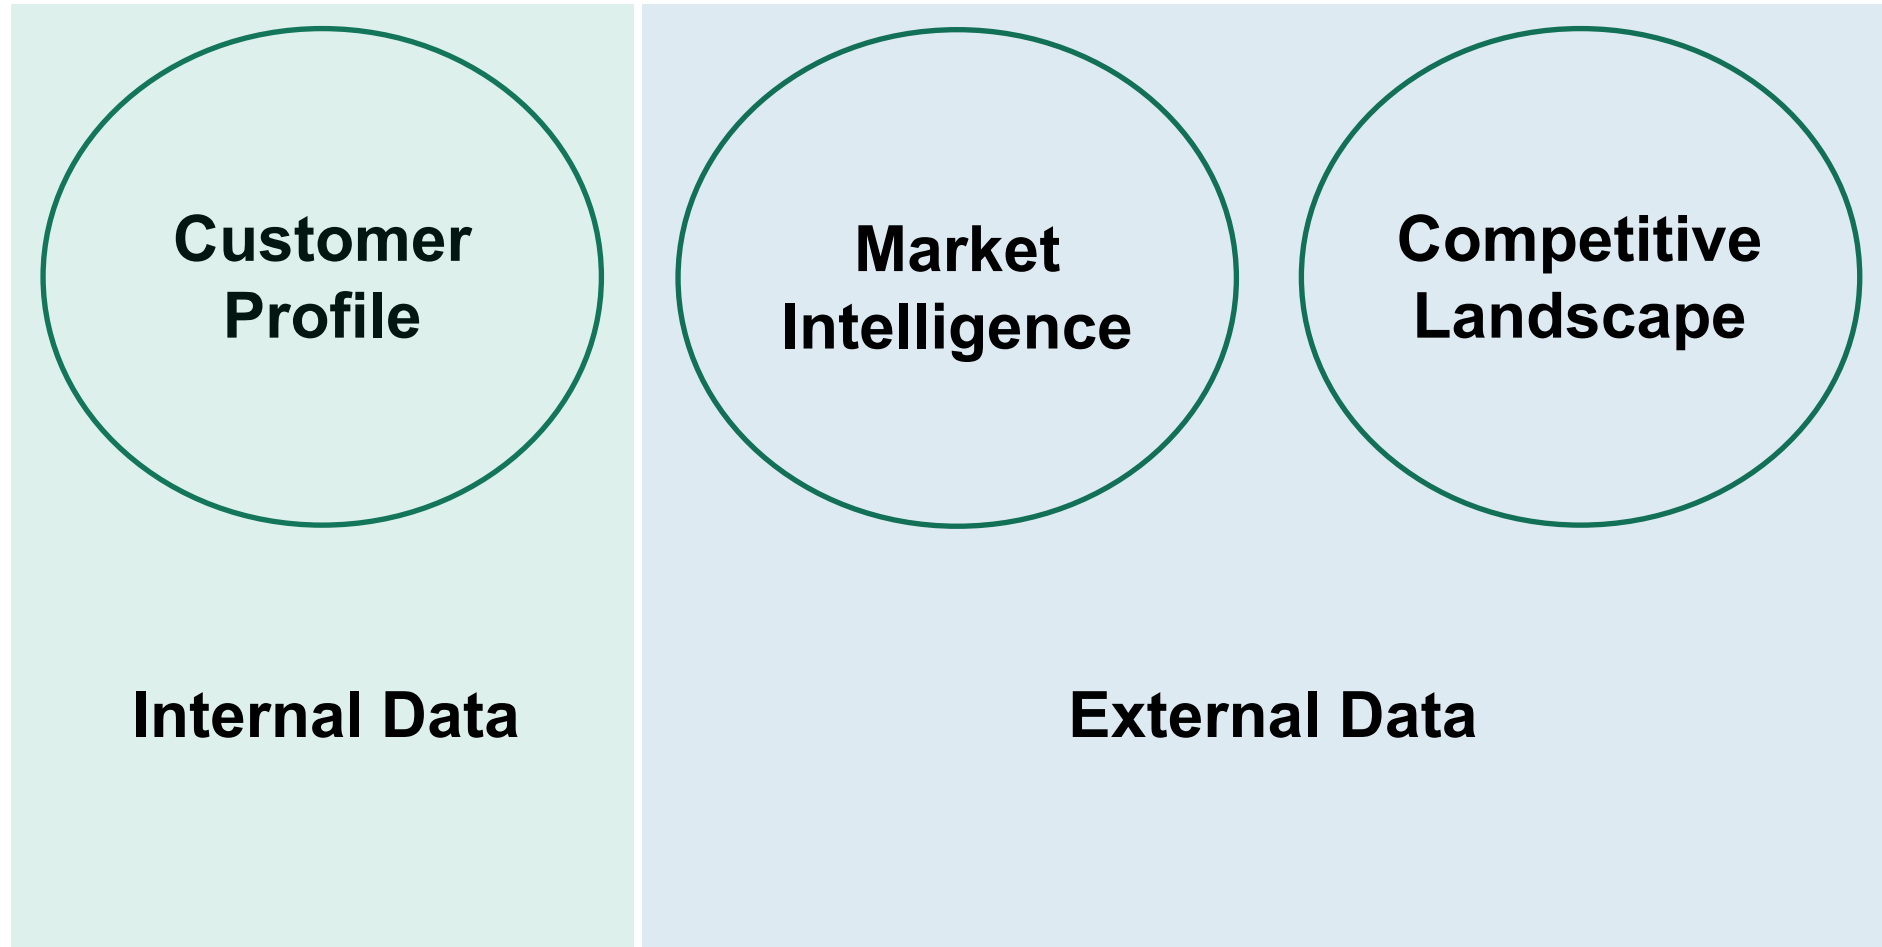 Customer
Profile
Market
Intelligence
Competitive
Landscape
Internal Data
External Data